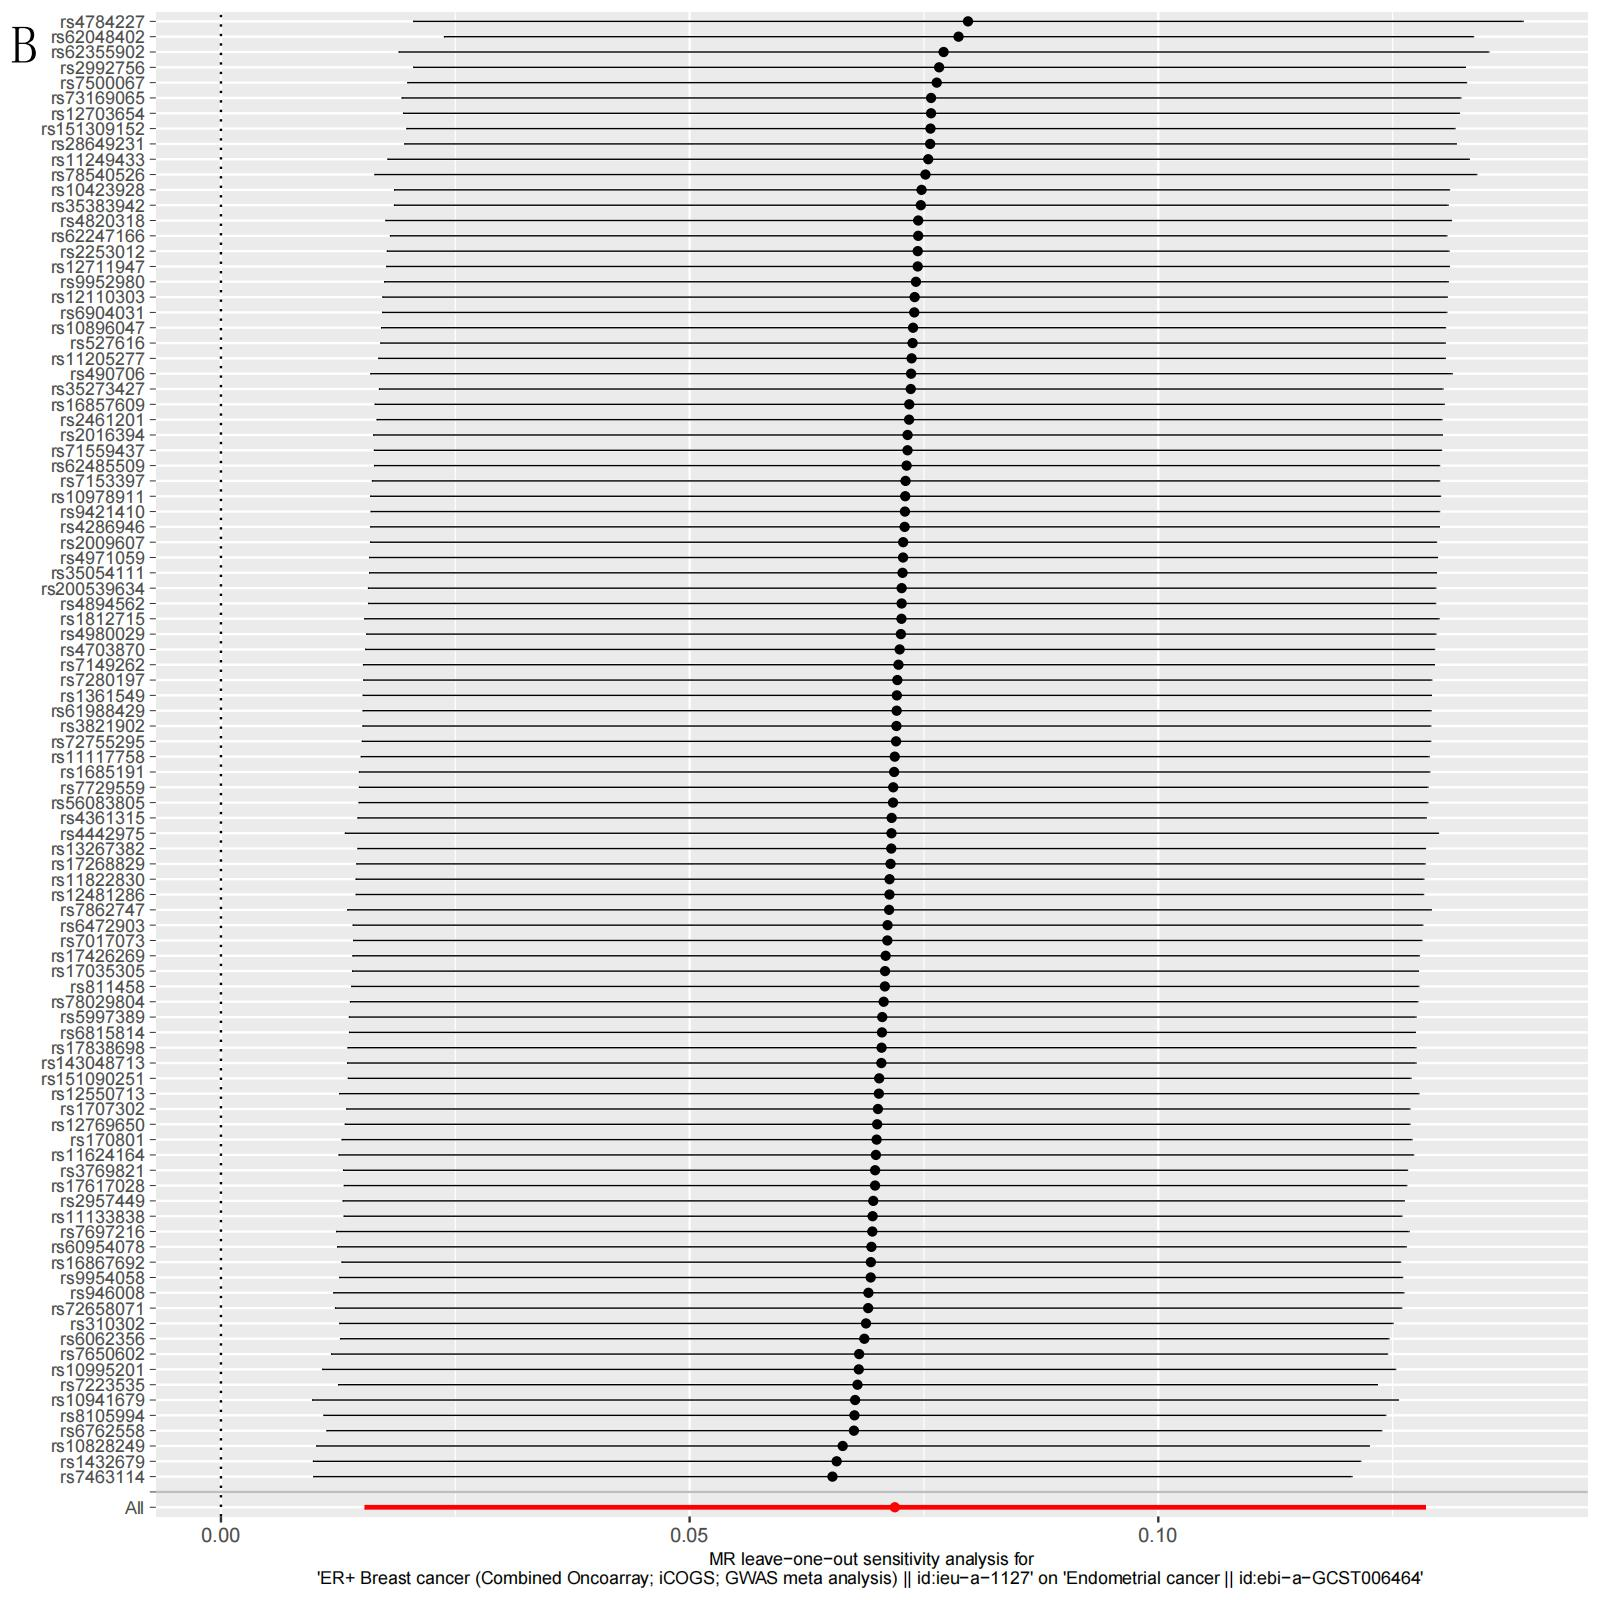 B
rs4784227
rs62048402
rs62355902
rs2992756
rs7500067
rs73169065
rs12703654
rs151309152
rs28649231
rs11249433
rs78540526
rs10423928
rs35383942
rs4820318
rs62247166
rs2253012
rs12711947
rs9952980
rs12110303
rs6904031
rs10896047
rs527616
rs11205277
rs490706
rs35273427
rs16857609
rs2461201
rs2016394
rs71559437
rs62485509
rs7153397
rs10978911
rs9421410
rs4286946
rs2009607
rs4971059
rs35054111
rs200539634
rs4894562
rs1812715
rs4980029
rs4703870
rs7149262
rs7280197
rs1361549
rs61988429
rs3821902
rs72755295
rs11117758
rs1685191
rs7729559
rs56083805
rs4361315
rs4442975
rs13267382
rs17268829
rs11822830
rs12481286
rs7862747
rs6472903
rs7017073
rs17426269
rs17035305
rs811458
rs78029804
rs5997389
rs6815814
rs17838698
rs143048713
rs151090251
rs12550713
rs1707302
rs12769650
rs170801
rs11624164
rs3769821
rs17617028
rs2957449
rs11133838
rs7697216
rs60954078
rs16867692
rs9954058
rs946008
rs72658071
rs310302
rs6062356
rs7650602
rs10995201
rs7223535
rs10941679
rs8105994
rs6762558
rs10828249
rs1432679
rs7463114
All
0.00 0.05 0.10
MR leave−one−out sensitivity analysis for
'ER+ Breast cancer (Combined Oncoarray; iCOGS; GWAS meta analysis) || id:ieu−a−1127' on 'Endometrial cancer || id:ebi−a−GCST006464'